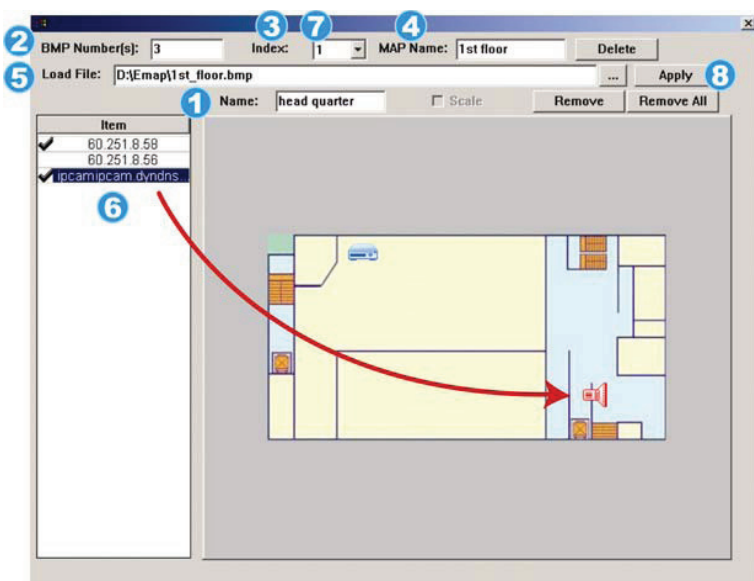 3 7 4
2 BMP Number(s): 3 Index: 1 MAP Name: 1st floor Delete
5 Load File: D:\Emap\1st_floor.bmp ... Apply 8
1 Name: head quarter Scale Remove Remove All
Item
60.251.8.58
60.251.8.56
ipcamipcam.dyndns...
6